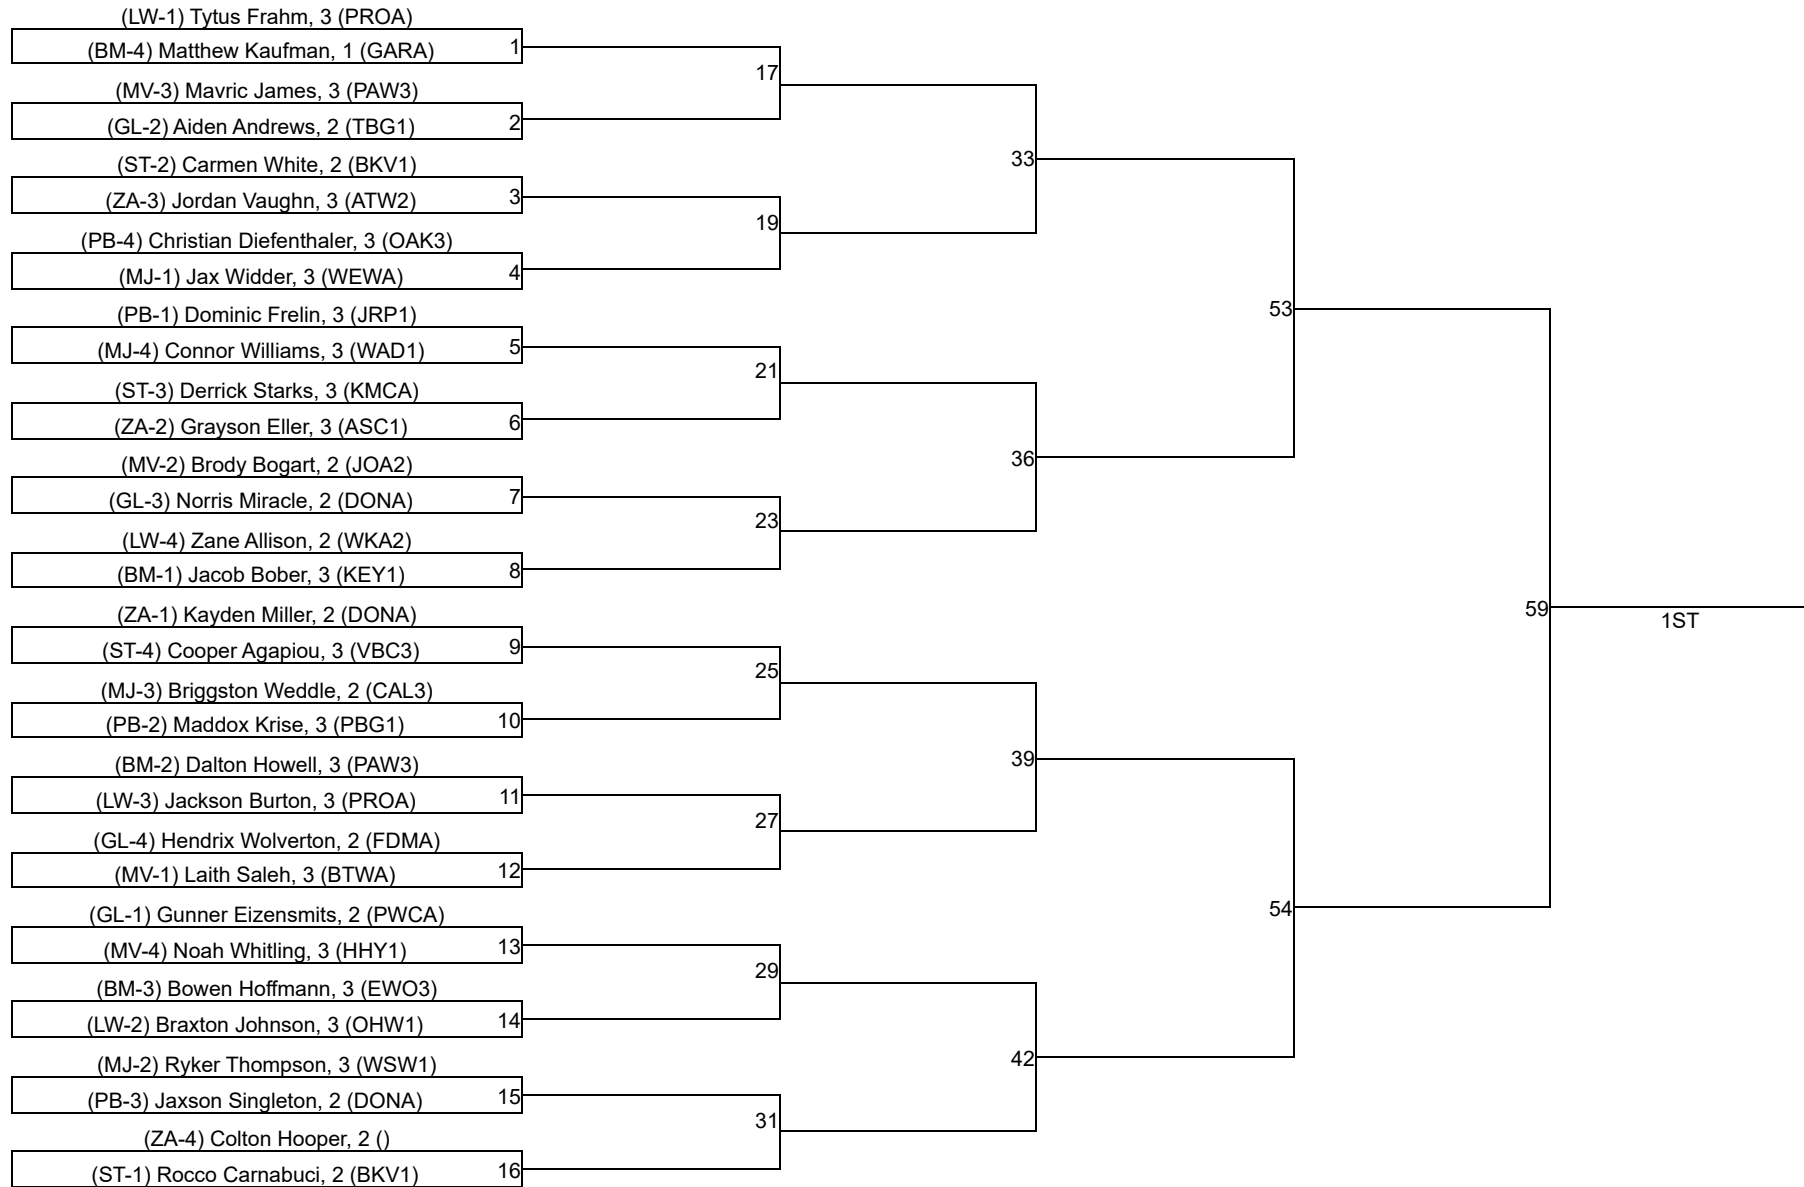 (LW-1) Tytus Frahm, 3 (PROA)
(BM-4) Matthew Kaufman, 1 (GARA)
1
17
(MV-3) Mavric James, 3 (PAW3)
(GL-2) Aiden Andrews, 2 (TBG1)
2
(ST-2) Carmen White, 2 (BKV1)
33
(ZA-3) Jordan Vaughn, 3 (ATW2)
3
19
(PB-4) Christian Diefenthaler, 3 (OAK3)
(MJ-1) Jax Widder, 3 (WEWA)
4
(PB-1) Dominic Frelin, 3 (JRP1)
53
(MJ-4) Connor Williams, 3 (WAD1)
5
21
(ST-3) Derrick Starks, 3 (KMCA)
(ZA-2) Grayson Eller, 3 (ASC1)
6
(MV-2) Brody Bogart, 2 (JOA2)
36
(GL-3) Norris Miracle, 2 (DONA)
7
23
(LW-4) Zane Allison, 2 (WKA2)
(BM-1) Jacob Bober, 3 (KEY1)
8
(ZA-1) Kayden Miller, 2 (DONA)
59
1ST
(ST-4) Cooper Agapiou, 3 (VBC3)
9
25
(MJ-3) Briggston Weddle, 2 (CAL3)
(PB-2) Maddox Krise, 3 (PBG1)
10
(BM-2) Dalton Howell, 3 (PAW3)
39
(LW-3) Jackson Burton, 3 (PROA)
11
27
(GL-4) Hendrix Wolverton, 2 (FDMA)
(MV-1) Laith Saleh, 3 (BTWA)
12
(GL-1) Gunner Eizensmits, 2 (PWCA)
54
(MV-4) Noah Whitling, 3 (HHY1)
13
29
(BM-3) Bowen Hoffmann, 3 (EWO3)
(LW-2) Braxton Johnson, 3 (OHW1)
14
(MJ-2) Ryker Thompson, 3 (WSW1)
42
(PB-3) Jaxson Singleton, 2 (DONA)
15
31
(ZA-4) Colton Hooper, 2 ()
(ST-1) Rocco Carnabuci, 2 (BKV1)
16